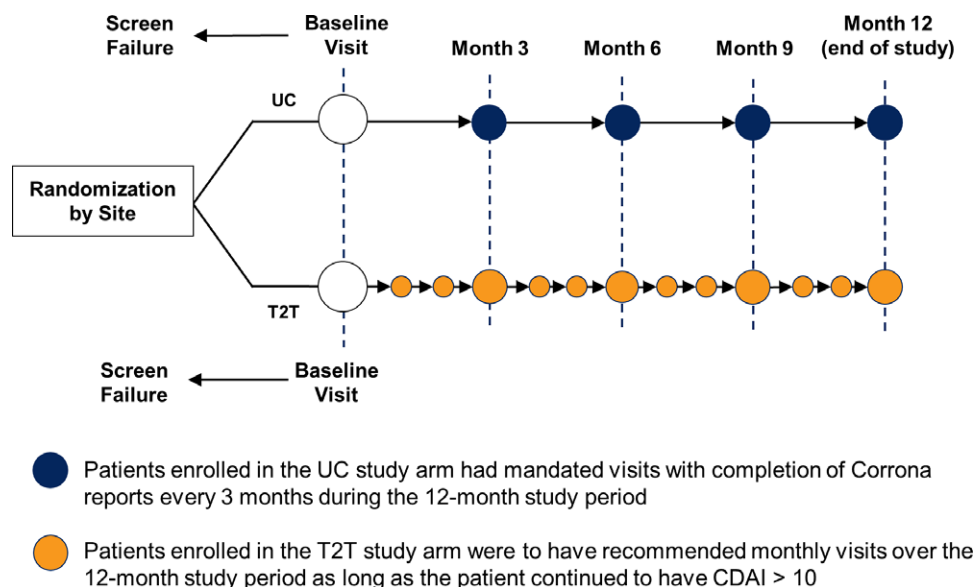 Screen
Failure
Baseline
Visit
Month 3
Month 6
Month 9
Month 12
(end of study)
UC
Randomization
by Site
T2T
Screen
Failure
Baseline
Visit
Patients enrolled in the UC study arm had mandated visits with completion of Corrona
reports every 3 months during the 12-month study period
Patients enrolled in the T2T study arm were to have recommended monthly visits over the
12-month study period as long as the patient continued to have CDAI > 10